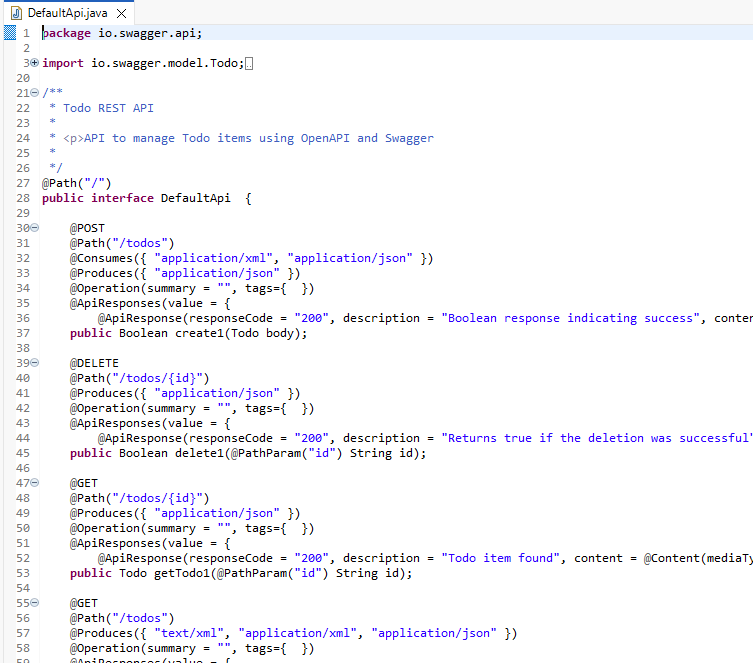 DefaultApi.java
1 package io.swagger.api;
2
3 import io.swagger.model.Todo;
20
21 /**
22  * Todo REST API
23  *
24  * <p>API to manage Todo items using OpenAPI and Swagger
25  *
26  */
27 @Path("/")
28 public interface DefaultApi  {
29
30     @POST
31     @Path("/todos")
32     @Consumes({ "application/xml", "application/json" })
33     @Produces({ "application/json" })
34     @Operation(summary = "", tags={  })
35     @ApiResponses(value = {
36         @ApiResponse(responseCode = "200", description = "Boolean response indicating success", conten
37     public Boolean create1(Todo body);
38
39     @DELETE
40     @Path("/todos/{id}")
41     @Produces({ "application/json" })
42     @Operation(summary = "", tags={  })
43     @ApiResponses(value = {
44         @ApiResponse(responseCode = "200", description = "Returns true if the deletion was successful"
45     public Boolean delete1(@PathParam("id") String id);
46
47     @GET
48     @Path("/todos/{id}")
49     @Produces({ "application/json" })
50     @Operation(summary = "", tags={  })
51     @ApiResponses(value = {
52         @ApiResponse(responseCode = "200", description = "Todo item found", content = @Content(mediaTy
53     public Todo getTodo1(@PathParam("id") String id);
54
55     @GET
56     @Path("/todos")
57     @Produces({ "text/xml", "application/xml", "application/json" })
58     @Operation(summary = "", tags={  })
59     @ApiResponses(value = {